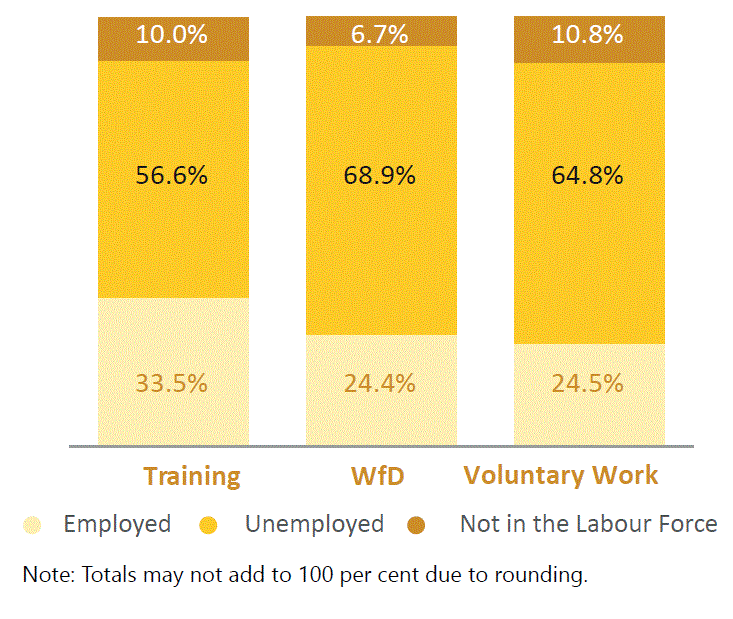 10.0% 6.7% 10.8%
56.6% 68.9% 64.8%
33.5% 24.4% 24.5%
Training WfD Voluntary Work
Employed Unemployed Not in the Labour Force
Note: Totals may not add to 100 per cent due to rounding.